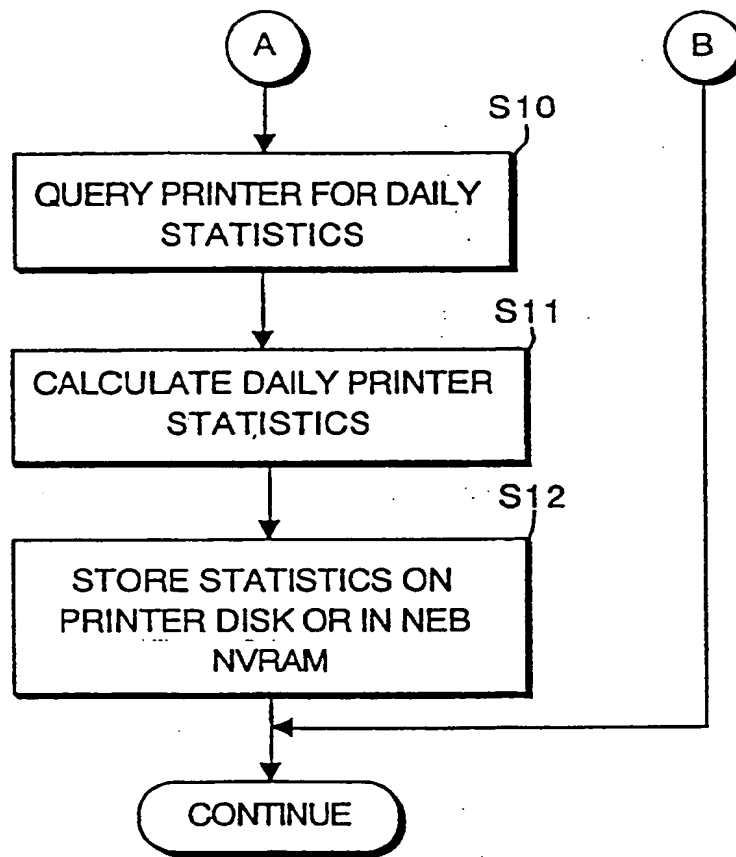 A
B
S10
QUERY PRINTER FOR DAILY
STATISTICS
S11
CALCULATE DAILY PRINTER
STATISTICS
S12
STORE STATISTICS ON
PRINTER DISK OR IN NEB
NVRAM
CONTINUE